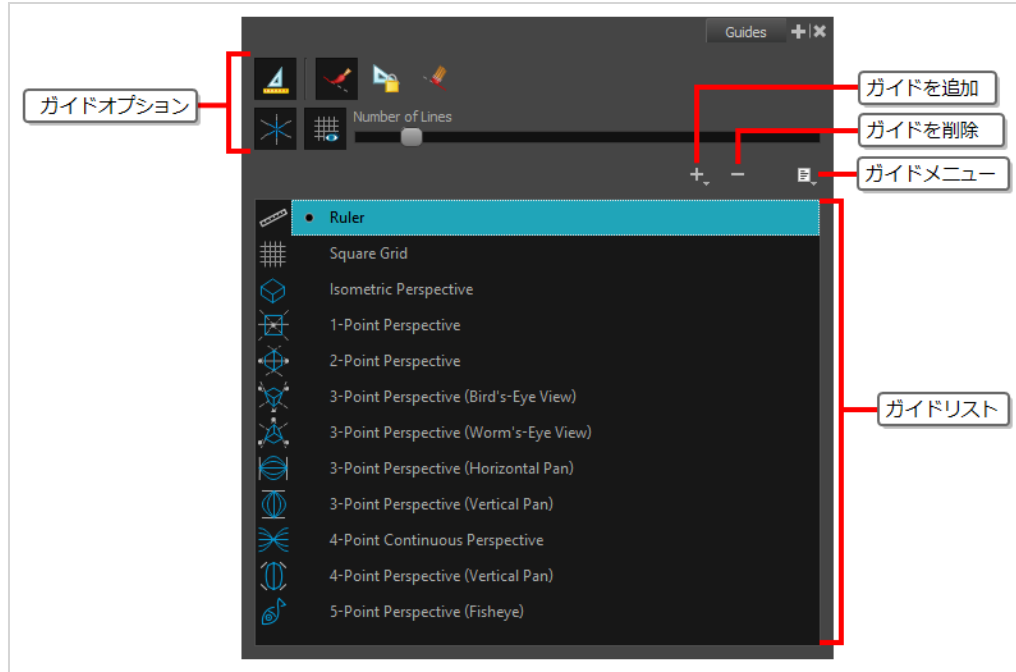 Guides
ガイドオプション
Number of Lines
ガイドを追加
ガイドを削除
ガイドメニュー
Ruler
Square Grid
Isometric Perspective
1-Point Perspective
2-Point Perspective
3-Point Perspective (Bird's-Eye View)
3-Point Perspective (Worm's-Eye View)
3-Point Perspective (Horizontal Pan)
3-Point Perspective (Vertical Pan)
4-Point Continuous Perspective
4-Point Perspective (Vertical Pan)
5-Point Perspective (Fisheye)
ガイドリスト